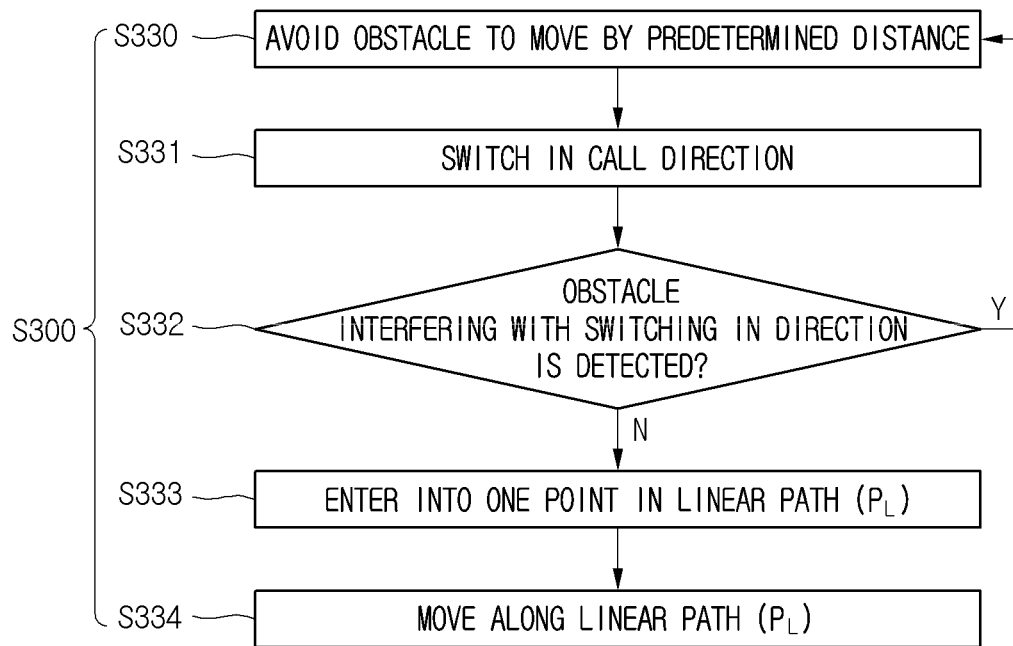 S330
AVOID OBSTACLE TO MOVE BY PREDETERMINED DISTANCE
S331
SWITCH IN CALL DIRECTION
S300
S332
OBSTACLE
INTERFERING WITH SWITCHING IN DIRECTION
IS DETECTED?
Y
N
S333
ENTER INTO ONE POINT IN LINEAR PATH (PL)
S334
MOVE ALONG LINEAR PATH (PL)